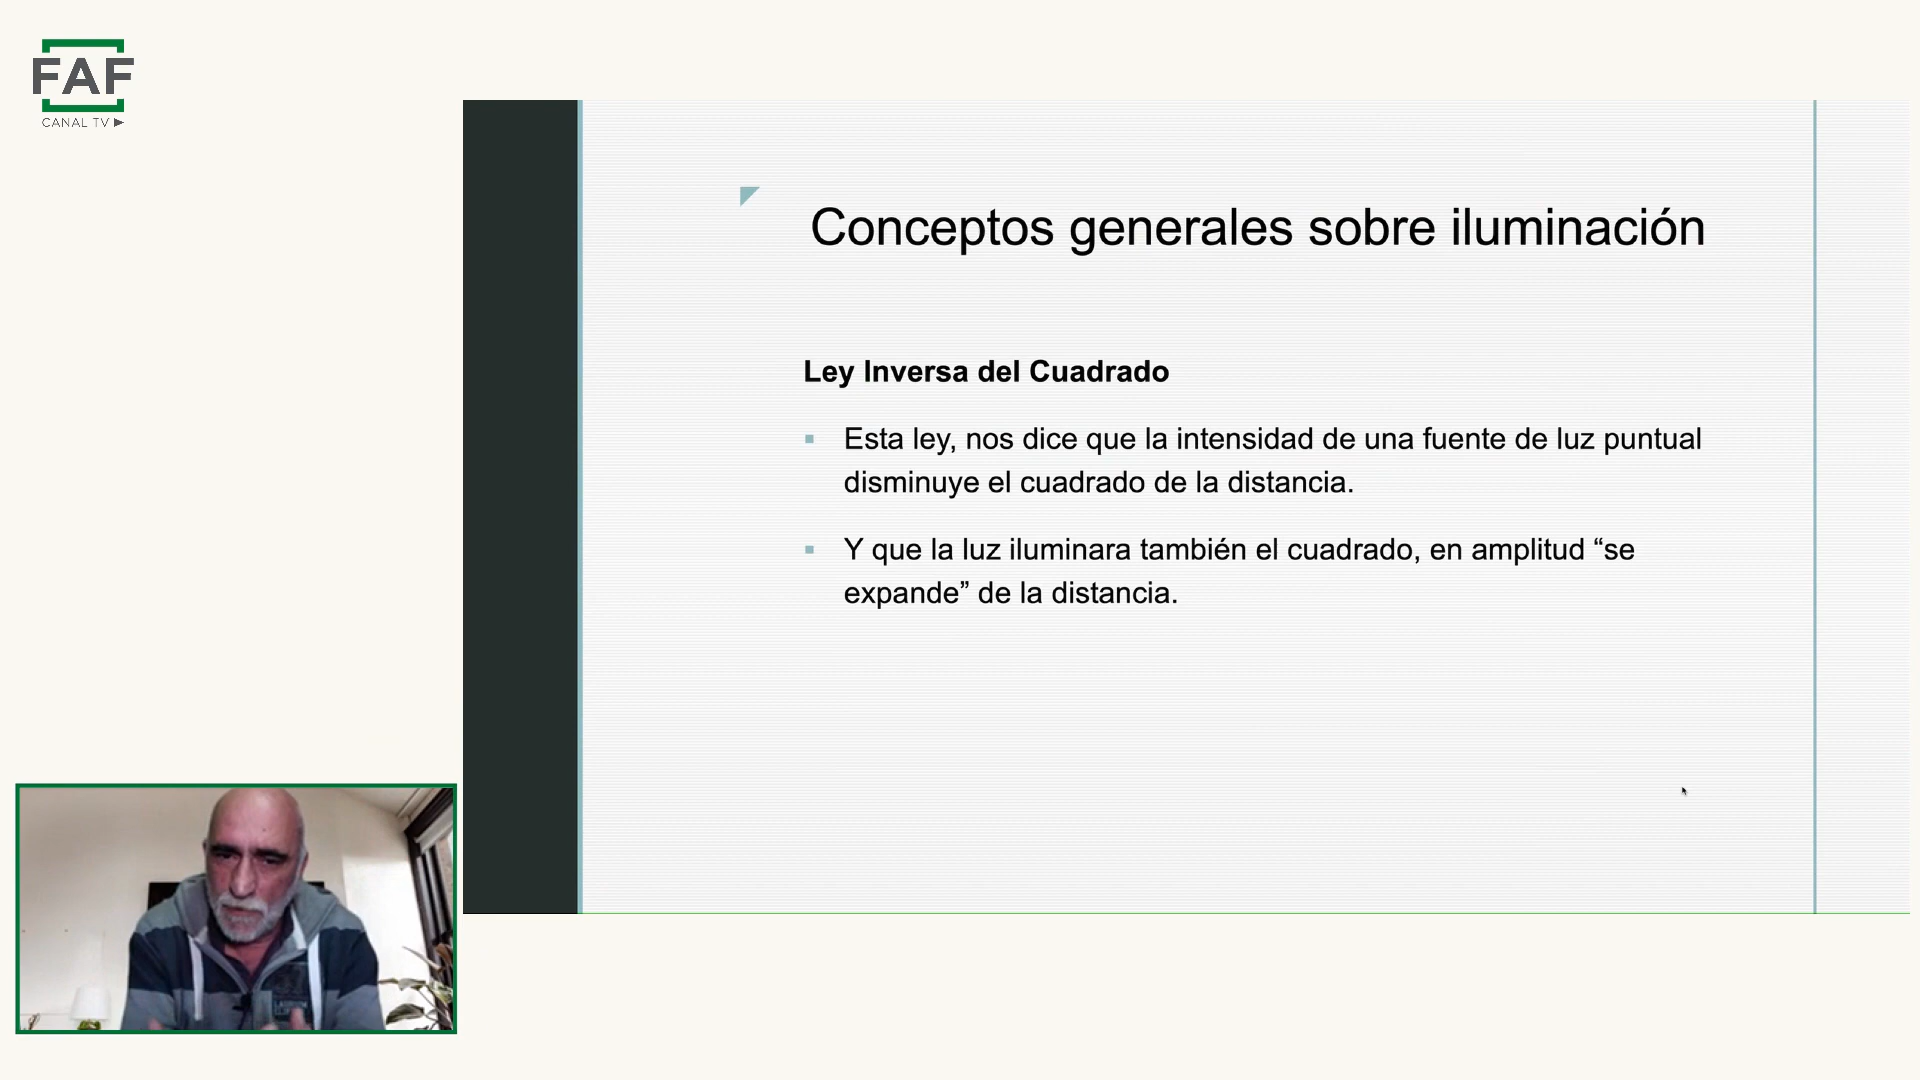 FAF
CANAL TV
Conceptos generales sobre iluminación
Ley Inversa del Cuadrado
Esta ley, nos dice que la intensidad de una fuente de luz puntual
disminuye el cuadrado de la distancia.
Y que la luz iluminara también el cuadrado, en amplitud “se
expande” de la distancia.